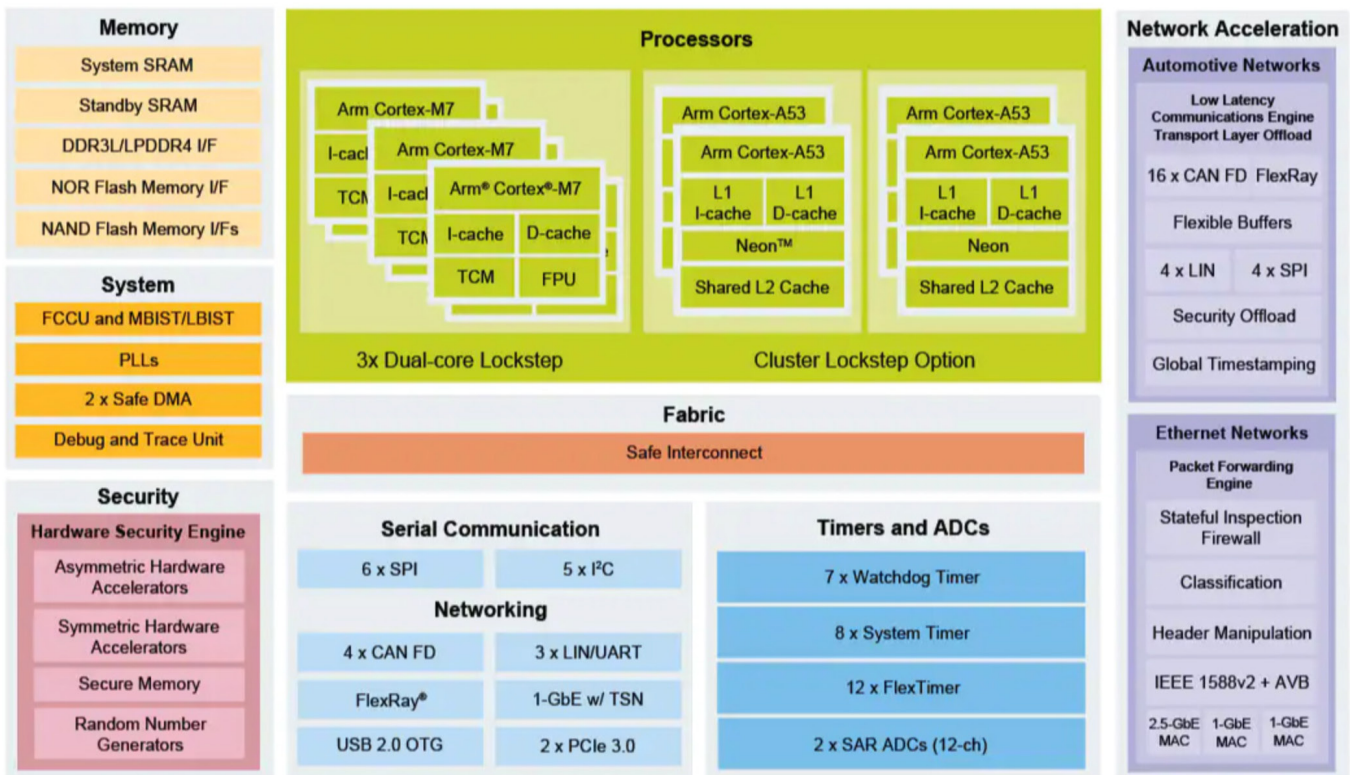 Memory
System SRAM
Standby SRAM
DDR3L/LPDDR4 I/F
NOR Flash Memory I/F
NAND Flash Memory I/Fs
System
FCCU and MBIST/LBIST
PLLs
2 x Safe DMA
Debug and Trace Unit
Security
Hardware Security Engine
Asymmetric Hardware
Accelerators
Symmetric Hardware
Accelerators
Secure Memory
Random Number
Generators
Processors
Arm Cortex-M7
I-cac
TCM
Arm Cortex-M7
I-cac
TCM
Arm® Cortex®-M7
I-cache
D-cache
TCM
FPU
3x Dual-core Lockstep
Arm Cortex-A53
Arm Cortex-A53
L1
I-cache
L1
D-cache
Neon™
Shared L2 Cache
Arm Cortex-A53
Arm Cortex-A53
L1
I-cache
L1
D-cache
Neon
Shared L2 Cache
Cluster Lockstep Option
Fabric
Safe Interconnect
Serial Communication
6 x SPI
5 x I²C
Networking
4 x CAN FD
3 x LIN/UART
FlexRay®
1-GbE w/ TSN
USB 2.0 OTG
2 x PCIe 3.0
Timers and ADCs
7 x Watchdog Timer
8 x System Timer
12 x FlexTimer
2 x SAR ADCs (12-ch)
Network Acceleration
Automotive Networks
Low Latency
Communications Engine
Transport Layer Offload
16 x CAN FD FlexRay
Flexible Buffers
4 x LIN
4 x SPI
Security Offload
Global Timestamping
Ethernet Networks
Packet Forwarding
Engine
Stateful Inspection
Firewall
Classification
Header Manipulation
IEEE 1588v2 + AVB
2.5-GbE
MAC
1-GbE
MAC
1-GbE
MAC